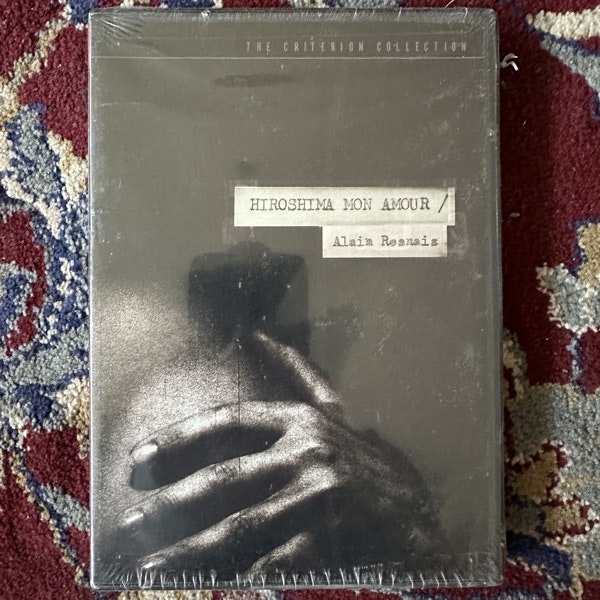 THE CRITERION COLLECTION
HIROSHIMA MON AMOUR /
Alain Resnais